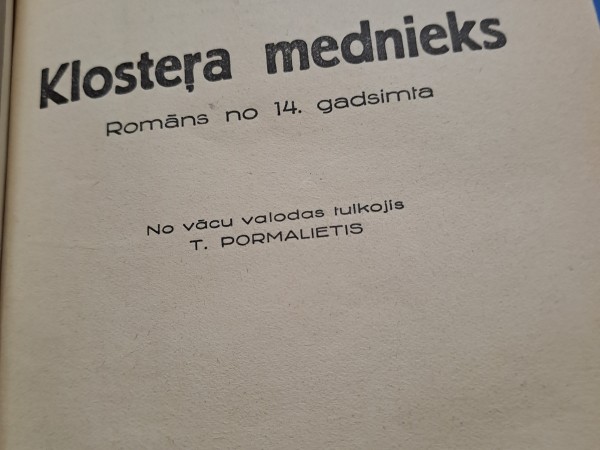 Klosteŗa mednieks
Romāns no 14. gadsimta
No vācu valodas tulkojis
T. PORMALIETIS